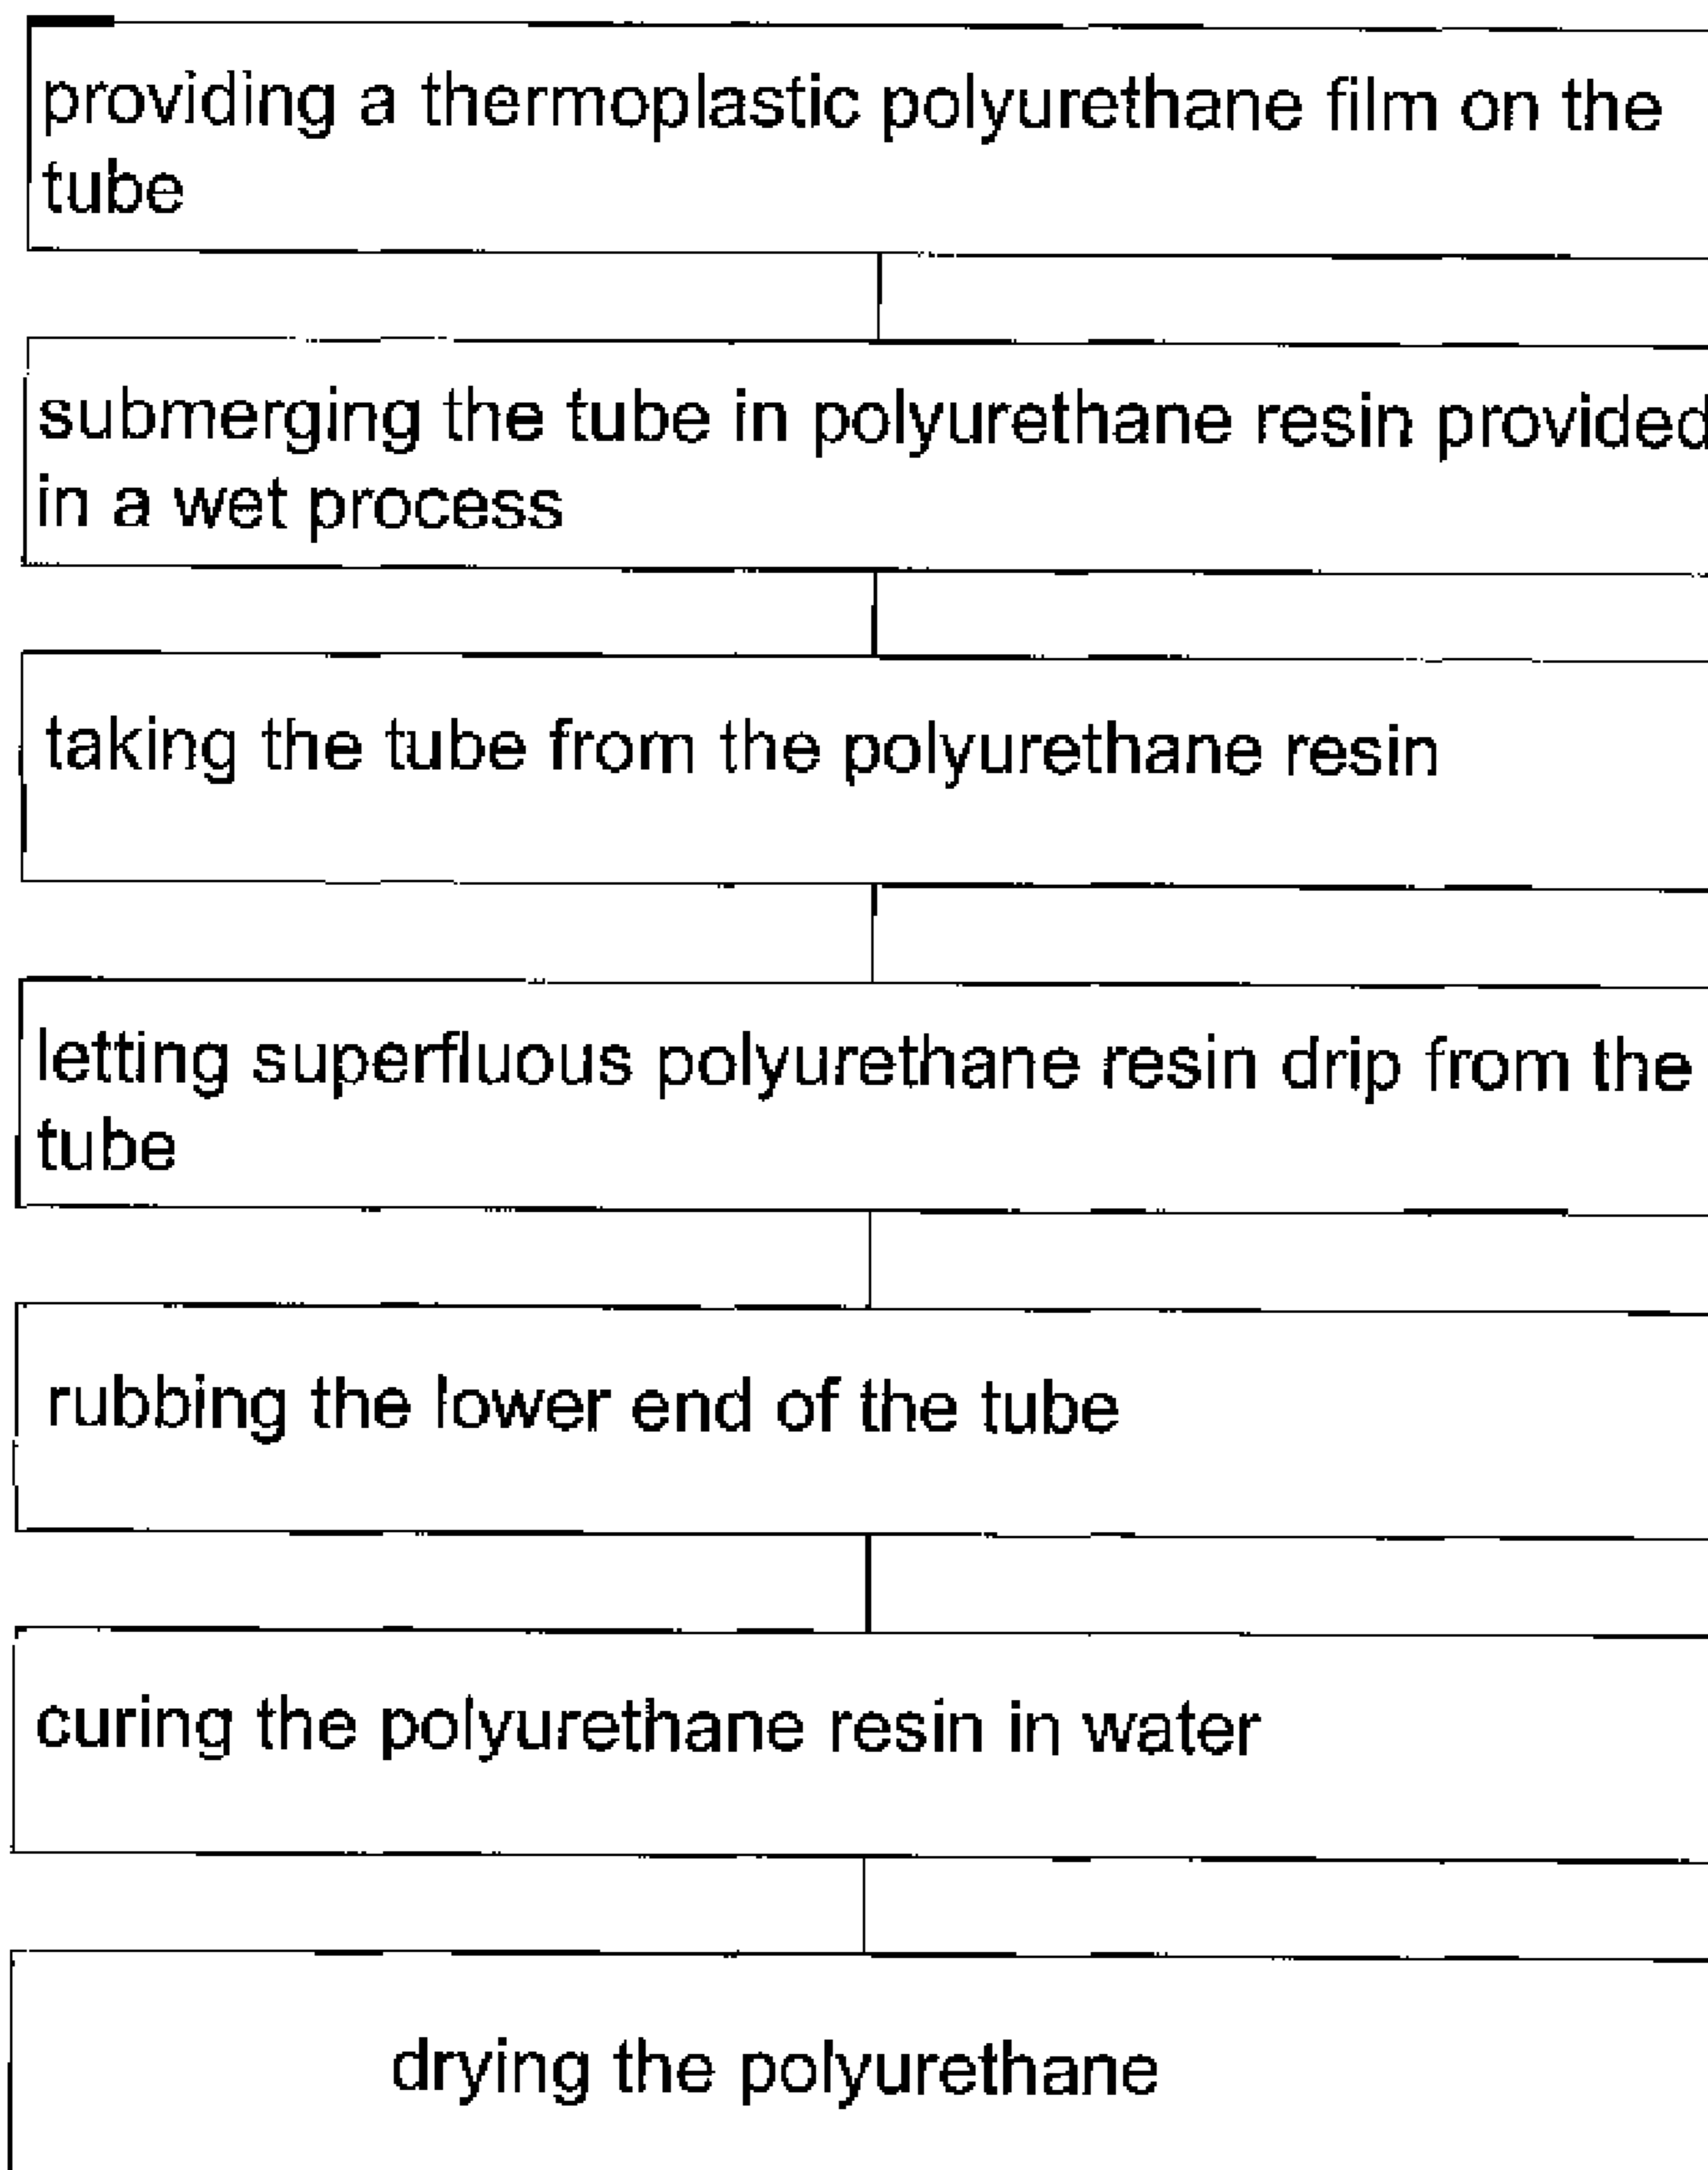 providing a thermoplastic polyurethane film on the
tube
submerging the tube in polyurethane resin provided
in a wet process
taking the tube from the polyurethane resin
letting superfluous polyurethane resin drip from the
tube
rubbing the lower end of the tube
curing the polyurethane resin in water
drying the polyurethane